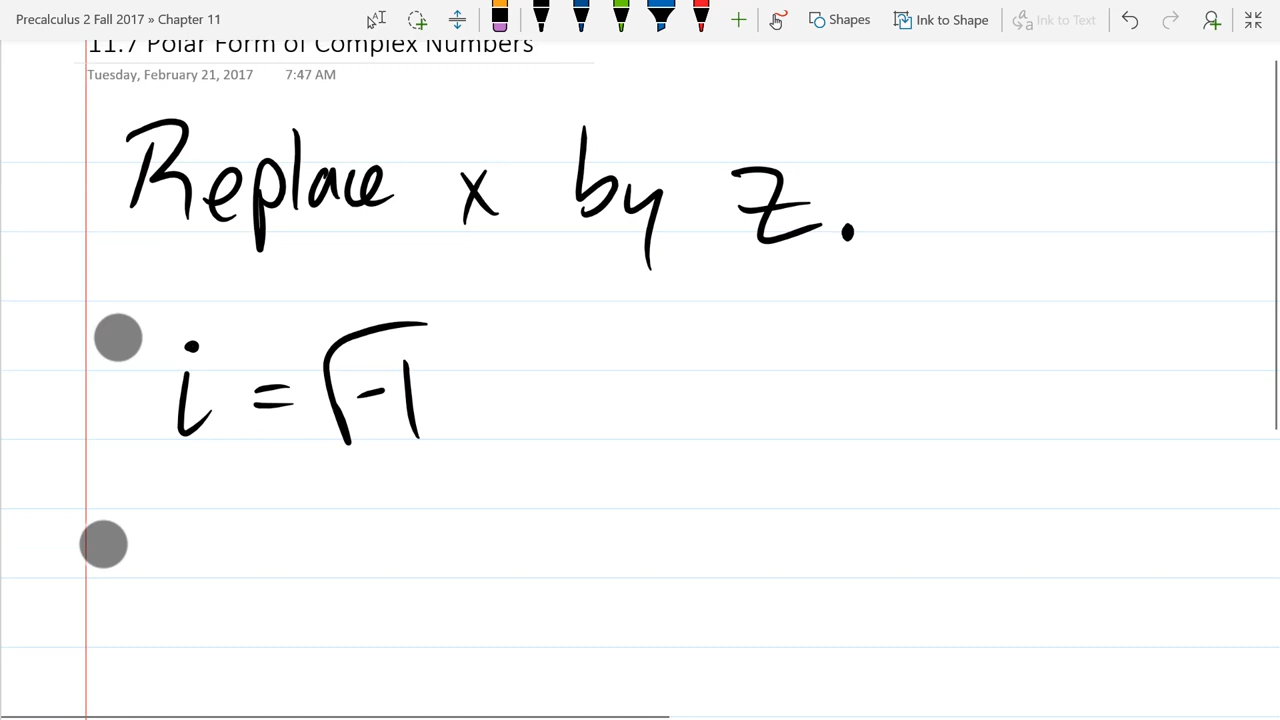 Precalculus 2 Fall 2017 » Chapter 11
Shapes
Ink to Shape
Ink to Text
11.7 Polar Form of Complex Numbers
Tuesday, February 21, 2017 7:47 AM
Replace x by z.
i = √-1